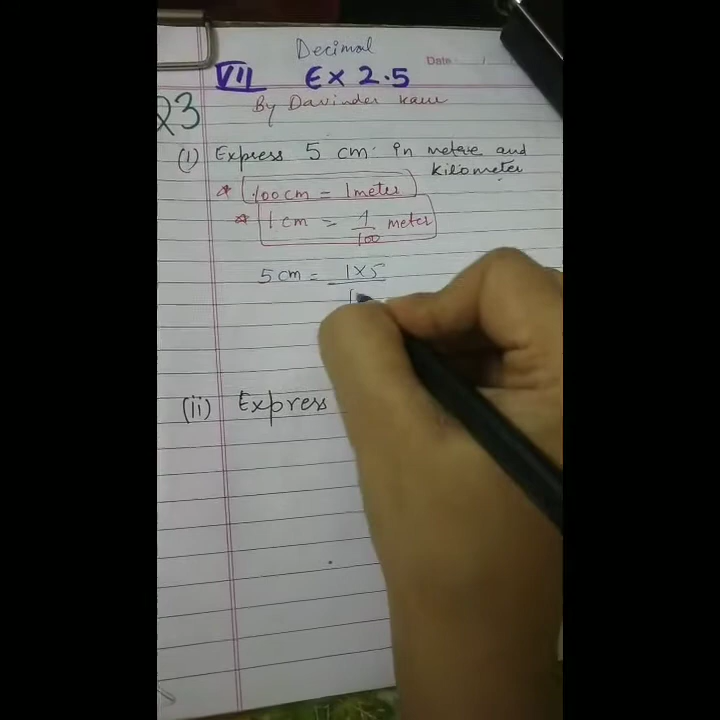 Decimal
Date
VII EX 2.5
By Davinder kaur
Q3
(i) Express 5 cm in metere and
kilometer
* 100 cm = 1 meter
* 1 cm = 1/100 meter
5 cm = 1×5
(ii) Express